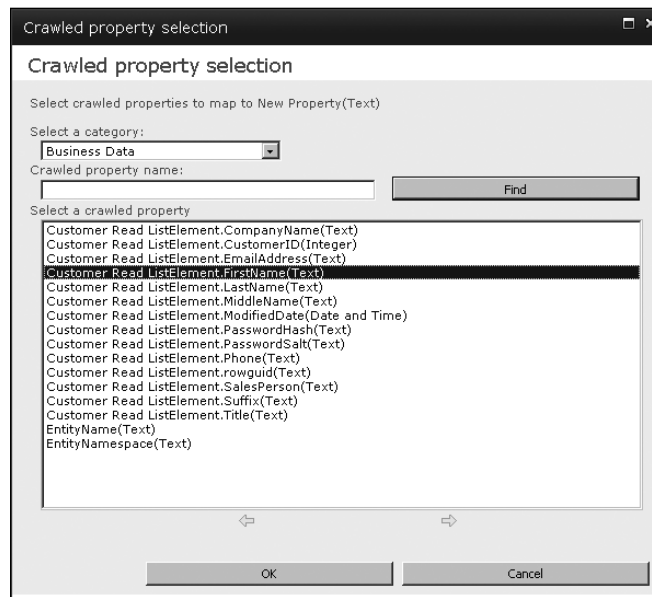 Crawled property selection
Crawled property selection
Select crawled properties to map to New Property(Text)
Select a category:
Business Data
Crawled property name:
Find
Select a crawled property
Customer Read ListElement.CompanyName(Text)
Customer Read ListElement.CustomerID(Integer)
Customer Read ListElement.EmailAddress(Text)
Customer Read ListElement.FirstName(Text)
Customer Read ListElement.LastName(Text)
Customer Read ListElement.MiddleName(Text)
Customer Read ListElement.ModifiedDate(Date and Time)
Customer Read ListElement.PasswordHash(Text)
Customer Read ListElement.PasswordSalt(Text)
Customer Read ListElement.Phone(Text)
Customer Read ListElement.rowguid(Text)
Customer Read ListElement.SalesPerson(Text)
Customer Read ListElement.Suffix(Text)
Customer Read ListElement.Title(Text)
EntityName(Text)
EntityNamespace(Text)
OK
Cancel